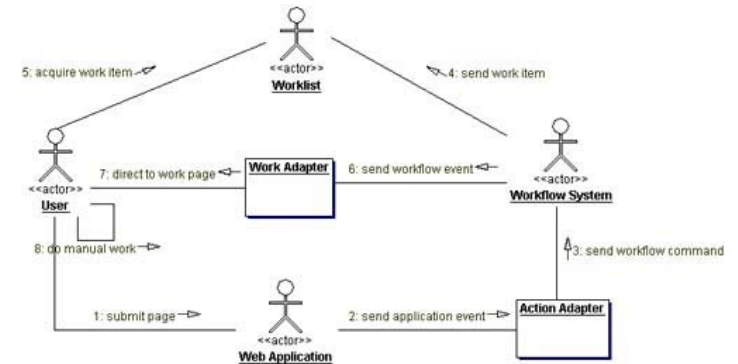 <<actor>>
Worklist
5: acquire work item
4: send work item
<<actor>>
User
7: direct to work page
Work Adapter
6: send workflow event
<<actor>>
Workflow System
8: do manual work
3: send workflow command
1: submit page
<<actor>>
Web Application
2: send application event
Action Adapter